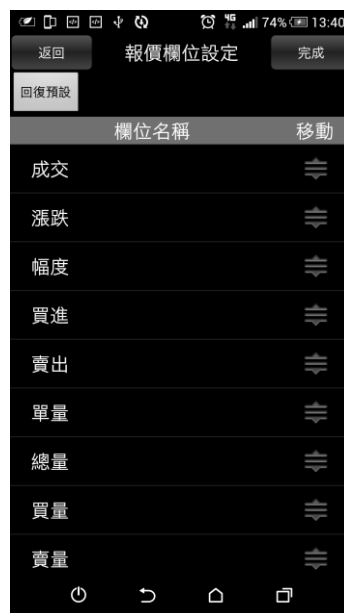 4G 74% 13:40
返回 報價欄位設定 完成
回復預設
欄位名稱 移動
成交
漲跌
幅度
買進
賣出
單量
總量
買量
賣量